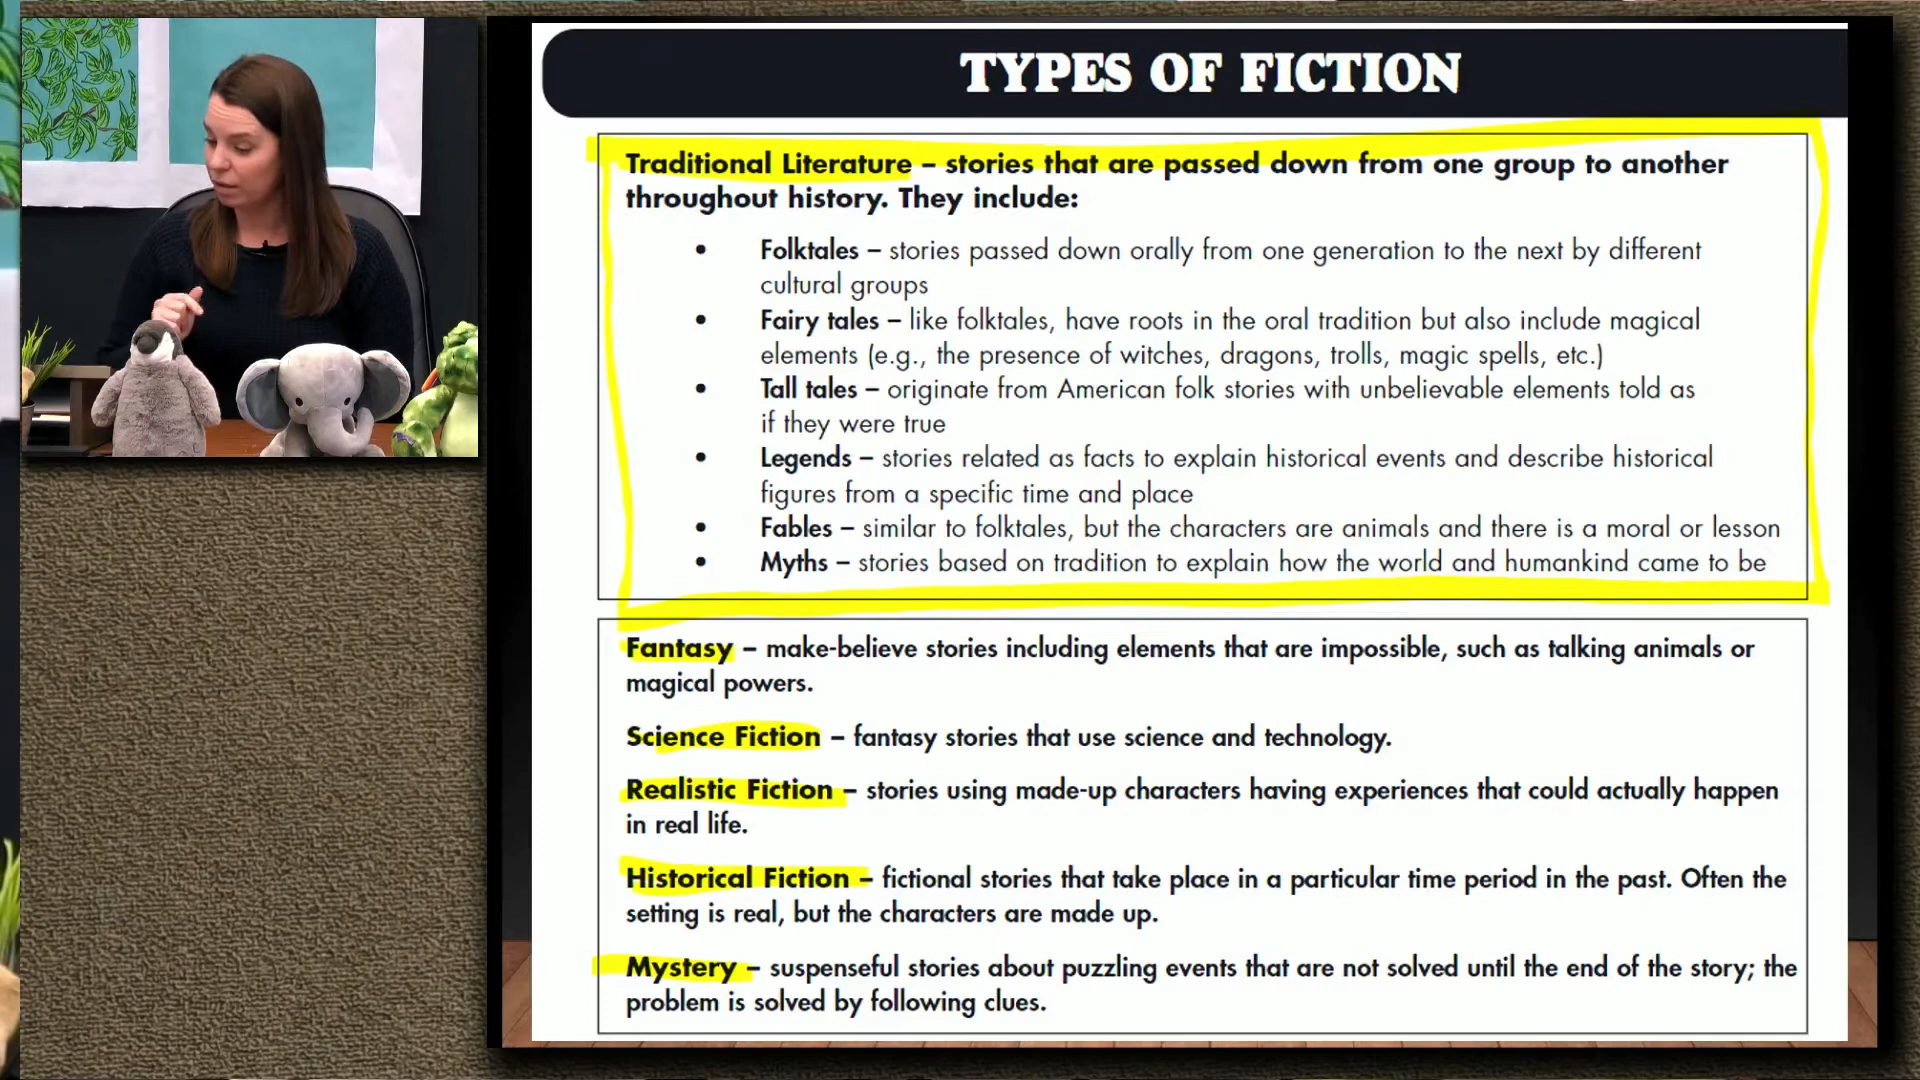 TYPES OF FICTION
Traditional Literature – stories that are passed down from one group to another
throughout history. They include:
• Folktales – stories passed down orally from one generation to the next by different
cultural groups
• Fairy tales – like folktales, have roots in the oral tradition but also include magical
elements (e.g., the presence of witches, dragons, trolls, magic spells, etc.)
• Tall tales – originate from American folk stories with unbelievable elements told as
if they were true
• Legends – stories related as facts to explain historical events and describe historical
figures from a specific time and place
• Fables – similar to folktales, but the characters are animals and there is a moral or lesson
• Myths – stories based on tradition to explain how the world and humankind came to be
Fantasy – make-believe stories including elements that are impossible, such as talking animals or
magical powers.
Science Fiction – fantasy stories that use science and technology.
Realistic Fiction – stories using made-up characters having experiences that could actually happen
in real life.
Historical Fiction – fictional stories that take place in a particular time period in the past. Often the
setting is real, but the characters are made up.
Mystery – suspenseful stories about puzzling events that are not solved until the end of the story; the
problem is solved by following clues.